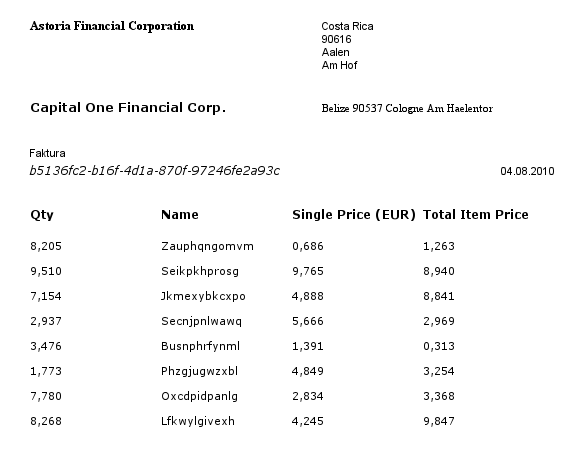 Astoria Financial Corporation
Costa Rica
90616
Aalen
Am Hof
Capital One Financial Corp.
Belize 90537 Cologne Am Haelentor
Faktura
b5136fc2-b16f-4d1a-870f-97246fe2a93c
04.08.2010
Qty Name Single Price (EUR) Total Item Price
8,205 Zauphqngomvm 0,686 1,263
9,510 Seikpkhprosg 9,765 8,940
7,154 Jkmexybkcxpo 4,888 8,841
2,937 Secnjpnlwawq 5,666 2,969
3,476 Busnphrfynml 1,391 0,313
1,773 Phzgjugwzxbl 4,849 3,254
7,780 Oxcdpidpanlg 2,834 3,368
8,268 Lfkwylgivexh 4,245 9,847